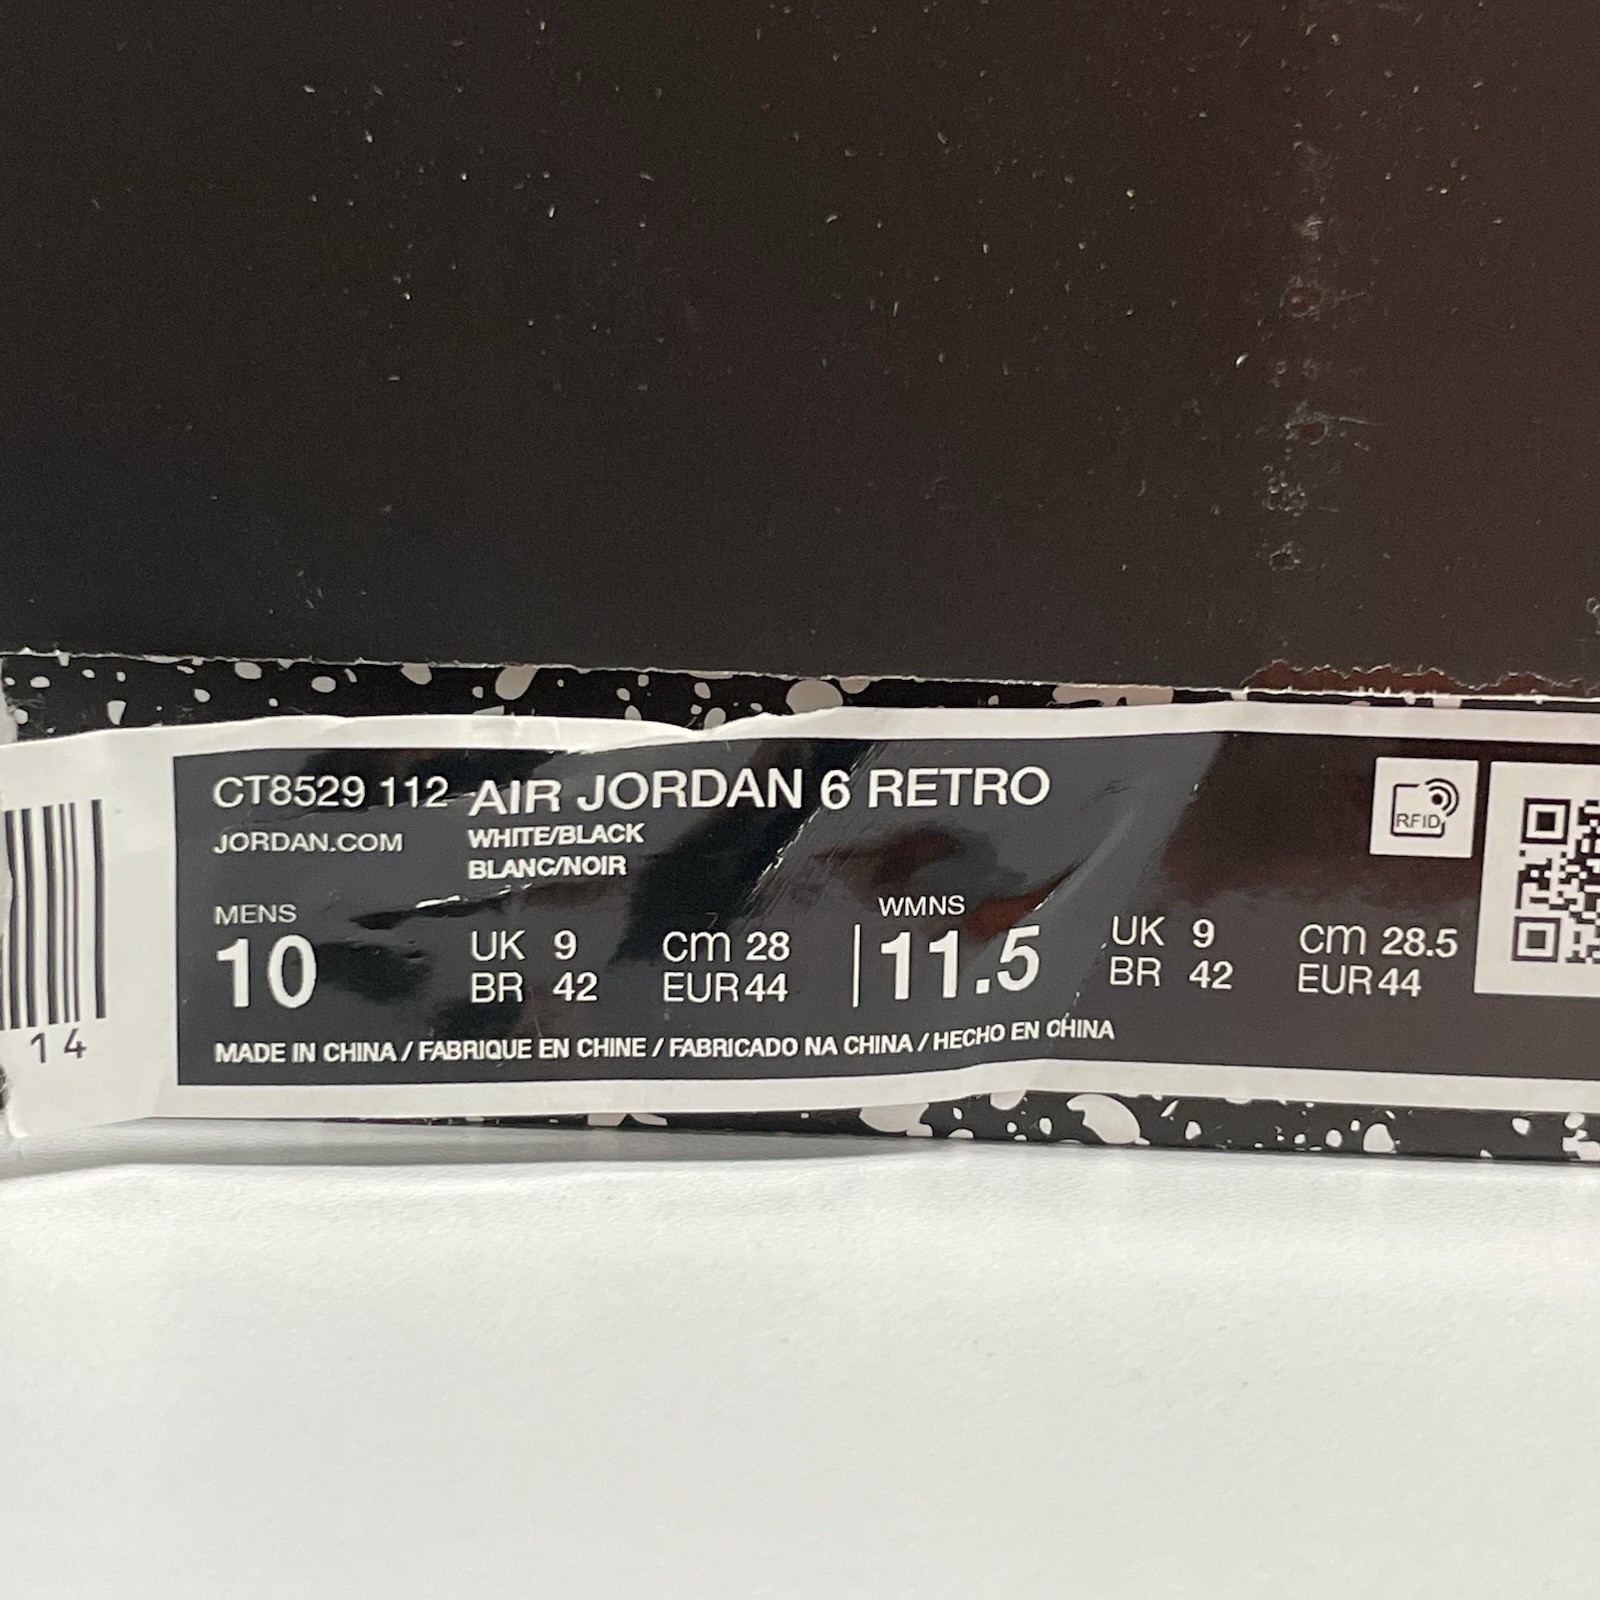 CT8529 112 AIR JORDAN 6 RETRO
JORDAN.COM WHITE/BLACK
BLANC/NOIR
MENS
10
UK 9 cm 28
BR 42 EUR 44
WMNS
11.5
UK 9 cm 28.5
BR 42 EUR 44
MADE IN CHINA / FABRIQUE EN CHINE / FABRICADO NA CHINA / HECHO EN CHINA
RFID
14